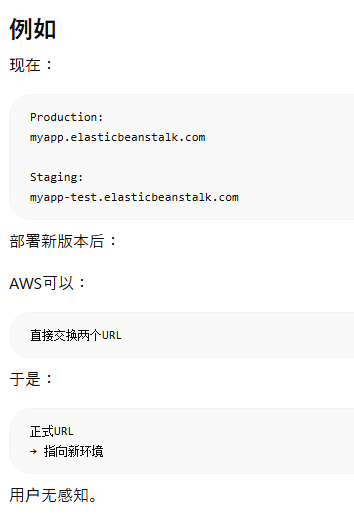 例如
现在：
Production:
myapp.elasticbeanstalk.com
Staging:
myapp-test.elasticbeanstalk.com
部署新版本后：
AWS可以：
直接交换两个URL
于是：
正式URL
→ 指向新环境
用户无感知。